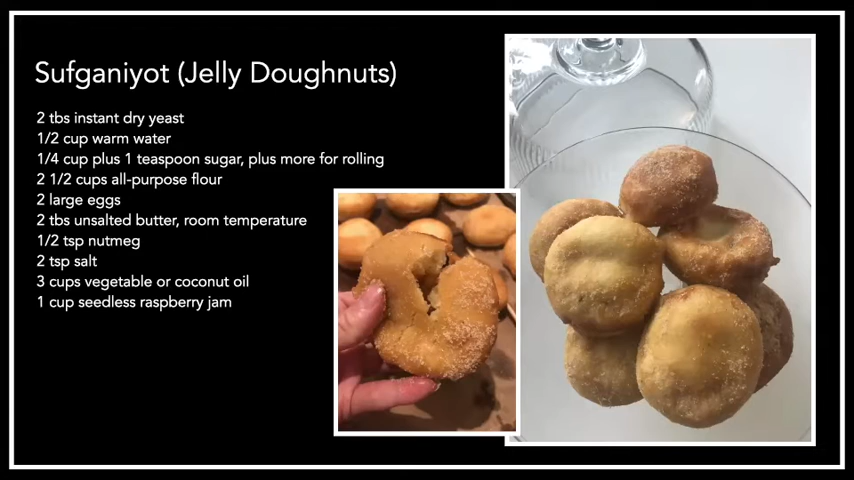 Sufganiyot (Jelly Doughnuts)
2 tbs instant dry yeast
1/2 cup warm water
1/4 cup plus 1 teaspoon sugar, plus more for rolling
2 1/2 cups all-purpose flour
2 large eggs
2 tbs unsalted butter, room temperature
1/2 tsp nutmeg
2 tsp salt
3 cups vegetable or coconut oil
1 cup seedless raspberry jam